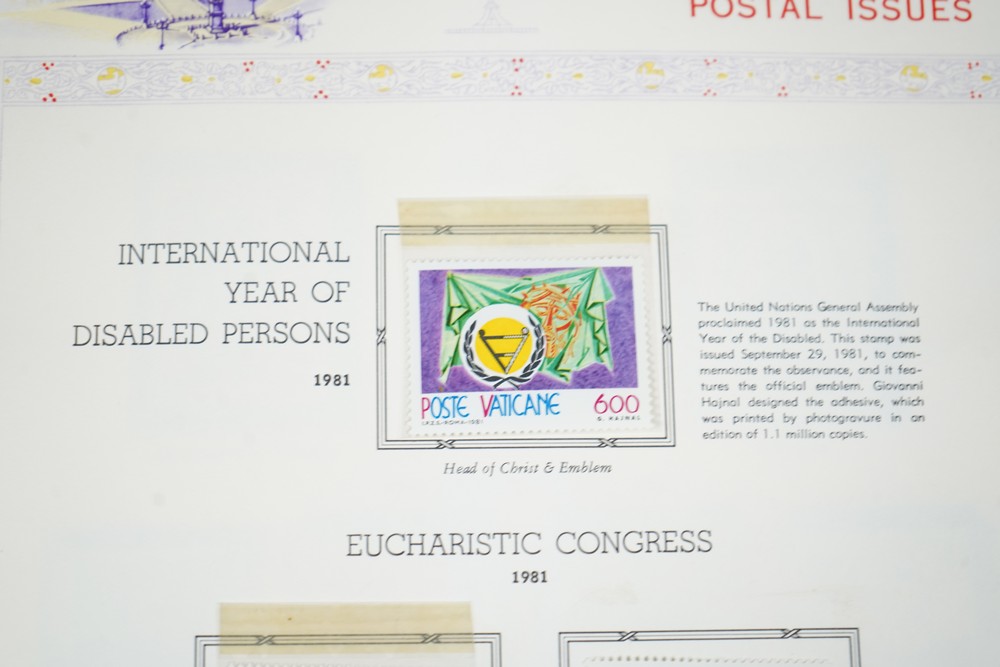 POSTAL ISSUES
INTERNATIONAL
YEAR OF
DISABLED PERSONS
1981
POSTE VATICANE 600
I.P.Z.S.-ROMA-1981 G. HAJNAL
Head of Christ & Emblem
The United Nations General Assembly
proclaimed 1981 as the International
Year of the Disabled. This stamp was
issued September 29, 1981, to com-
memorate the observance, and it fea-
tures the official emblem. Giovanni
Hajnal designed the adhesive, which
was printed by photogravure in an
edition of 1.1 million copies.
EUCHARISTIC CONGRESS
1981